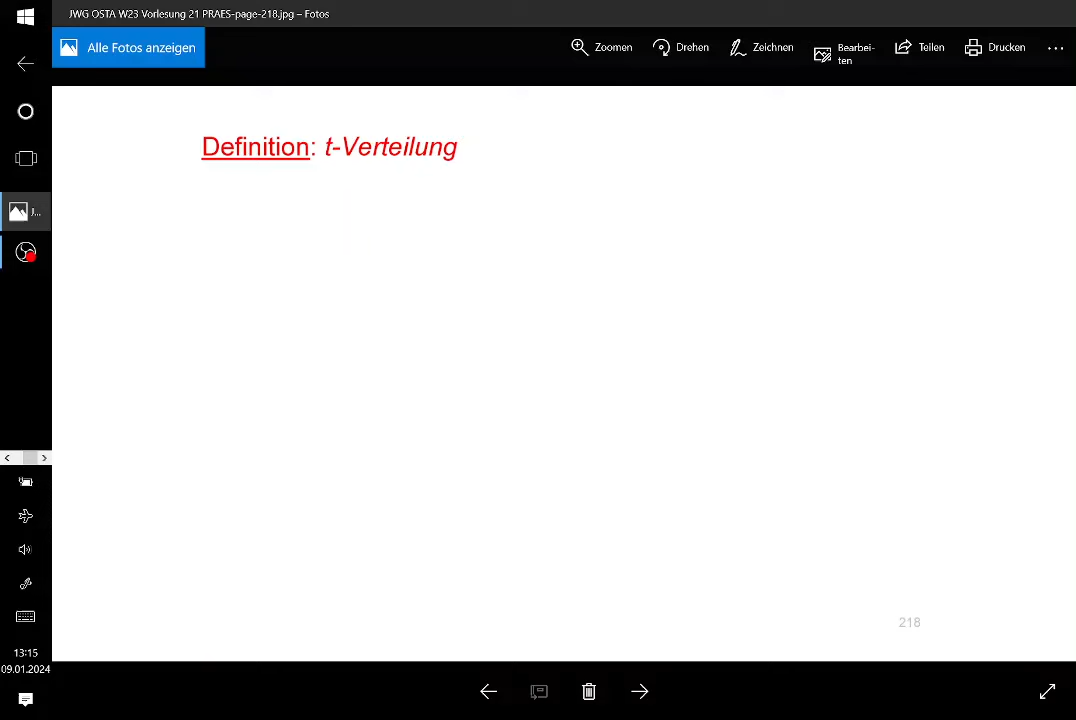 JWG OSTA W23 Vorlesung 21 PRAES-page-218.jpg – Fotos
Alle Fotos anzeigen
Zoomen
Drehen
Zeichnen
Bearbei-
ten
Teilen
Drucken
Definition: t-Verteilung
J...
218
13:15
09.01.2024